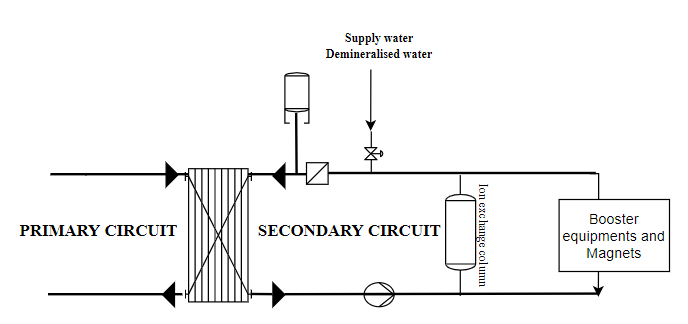 Supply water
Demineralised water
PRIMARY CIRCUIT
SECONDARY CIRCUIT
Ion exchange column
Booster
equipments and
Magnets